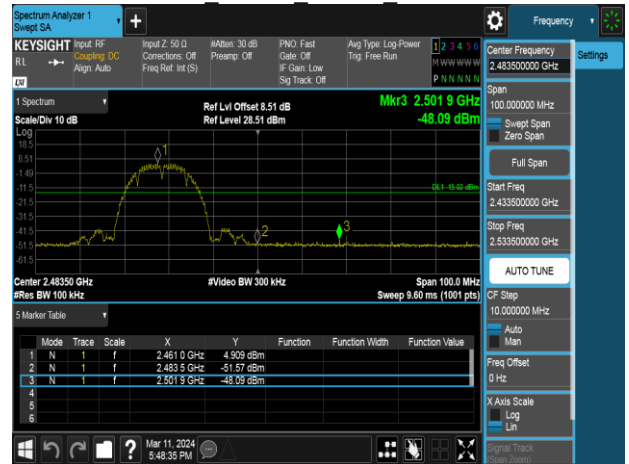 Spectrum Analyzer 1
Swept SA
+
Frequency
KEYSIGHT Input: RF Input Z: 50 Ω #Atten: 30 dB PNO: Fast Avg Type: Log-Power 1 2 3 4 5 6
RL Coupling: DC Corrections: Off Preamp: Off Gate: Off Trig: Free Run M W W W W W
Align: Auto Freq Ref: Int (S) IF Gain: Low
Sig Track: Off P N N N N N
LXI
1 Spectrum
Scale/Div 10 dB
Ref Lvl Offset 8.51 dB
Ref Level 28.51 dBm
Mkr3 2.501 9 GHz
-48.09 dBm
Log
18.5
8.51
-1.49
-11.5
-21.5
-31.5
-41.5
-51.5
-61.5
1
2
3
DL1 -15.02 dBm
Center 2.48350 GHz #Video BW 300 kHz Span 100.0 MHz
#Res BW 100 kHz Sweep 9.60 ms (1001 pts)
5 Marker Table
Mode Trace Scale X Y Function Function Width Function Value
1 N 1 f 2.461 0 GHz 4.909 dBm
2 N 1 f 2.483 5 GHz -51.57 dBm
3 N 1 f 2.501 9 GHz -48.09 dBm
4
5
6
Mar 11, 2024
5:48:35 PM
?
Center Frequency
2.483500000 GHz
Settings
Span
100.000000 MHz
Swept Span
Zero Span
Full Span
Start Freq
2.433500000 GHz
Stop Freq
2.533500000 GHz
AUTO TUNE
CF Step
10.000000 MHz
Auto
Man
Freq Offset
0 Hz
X Axis Scale
Log
Lin
Signal Track
(Span Zoom)